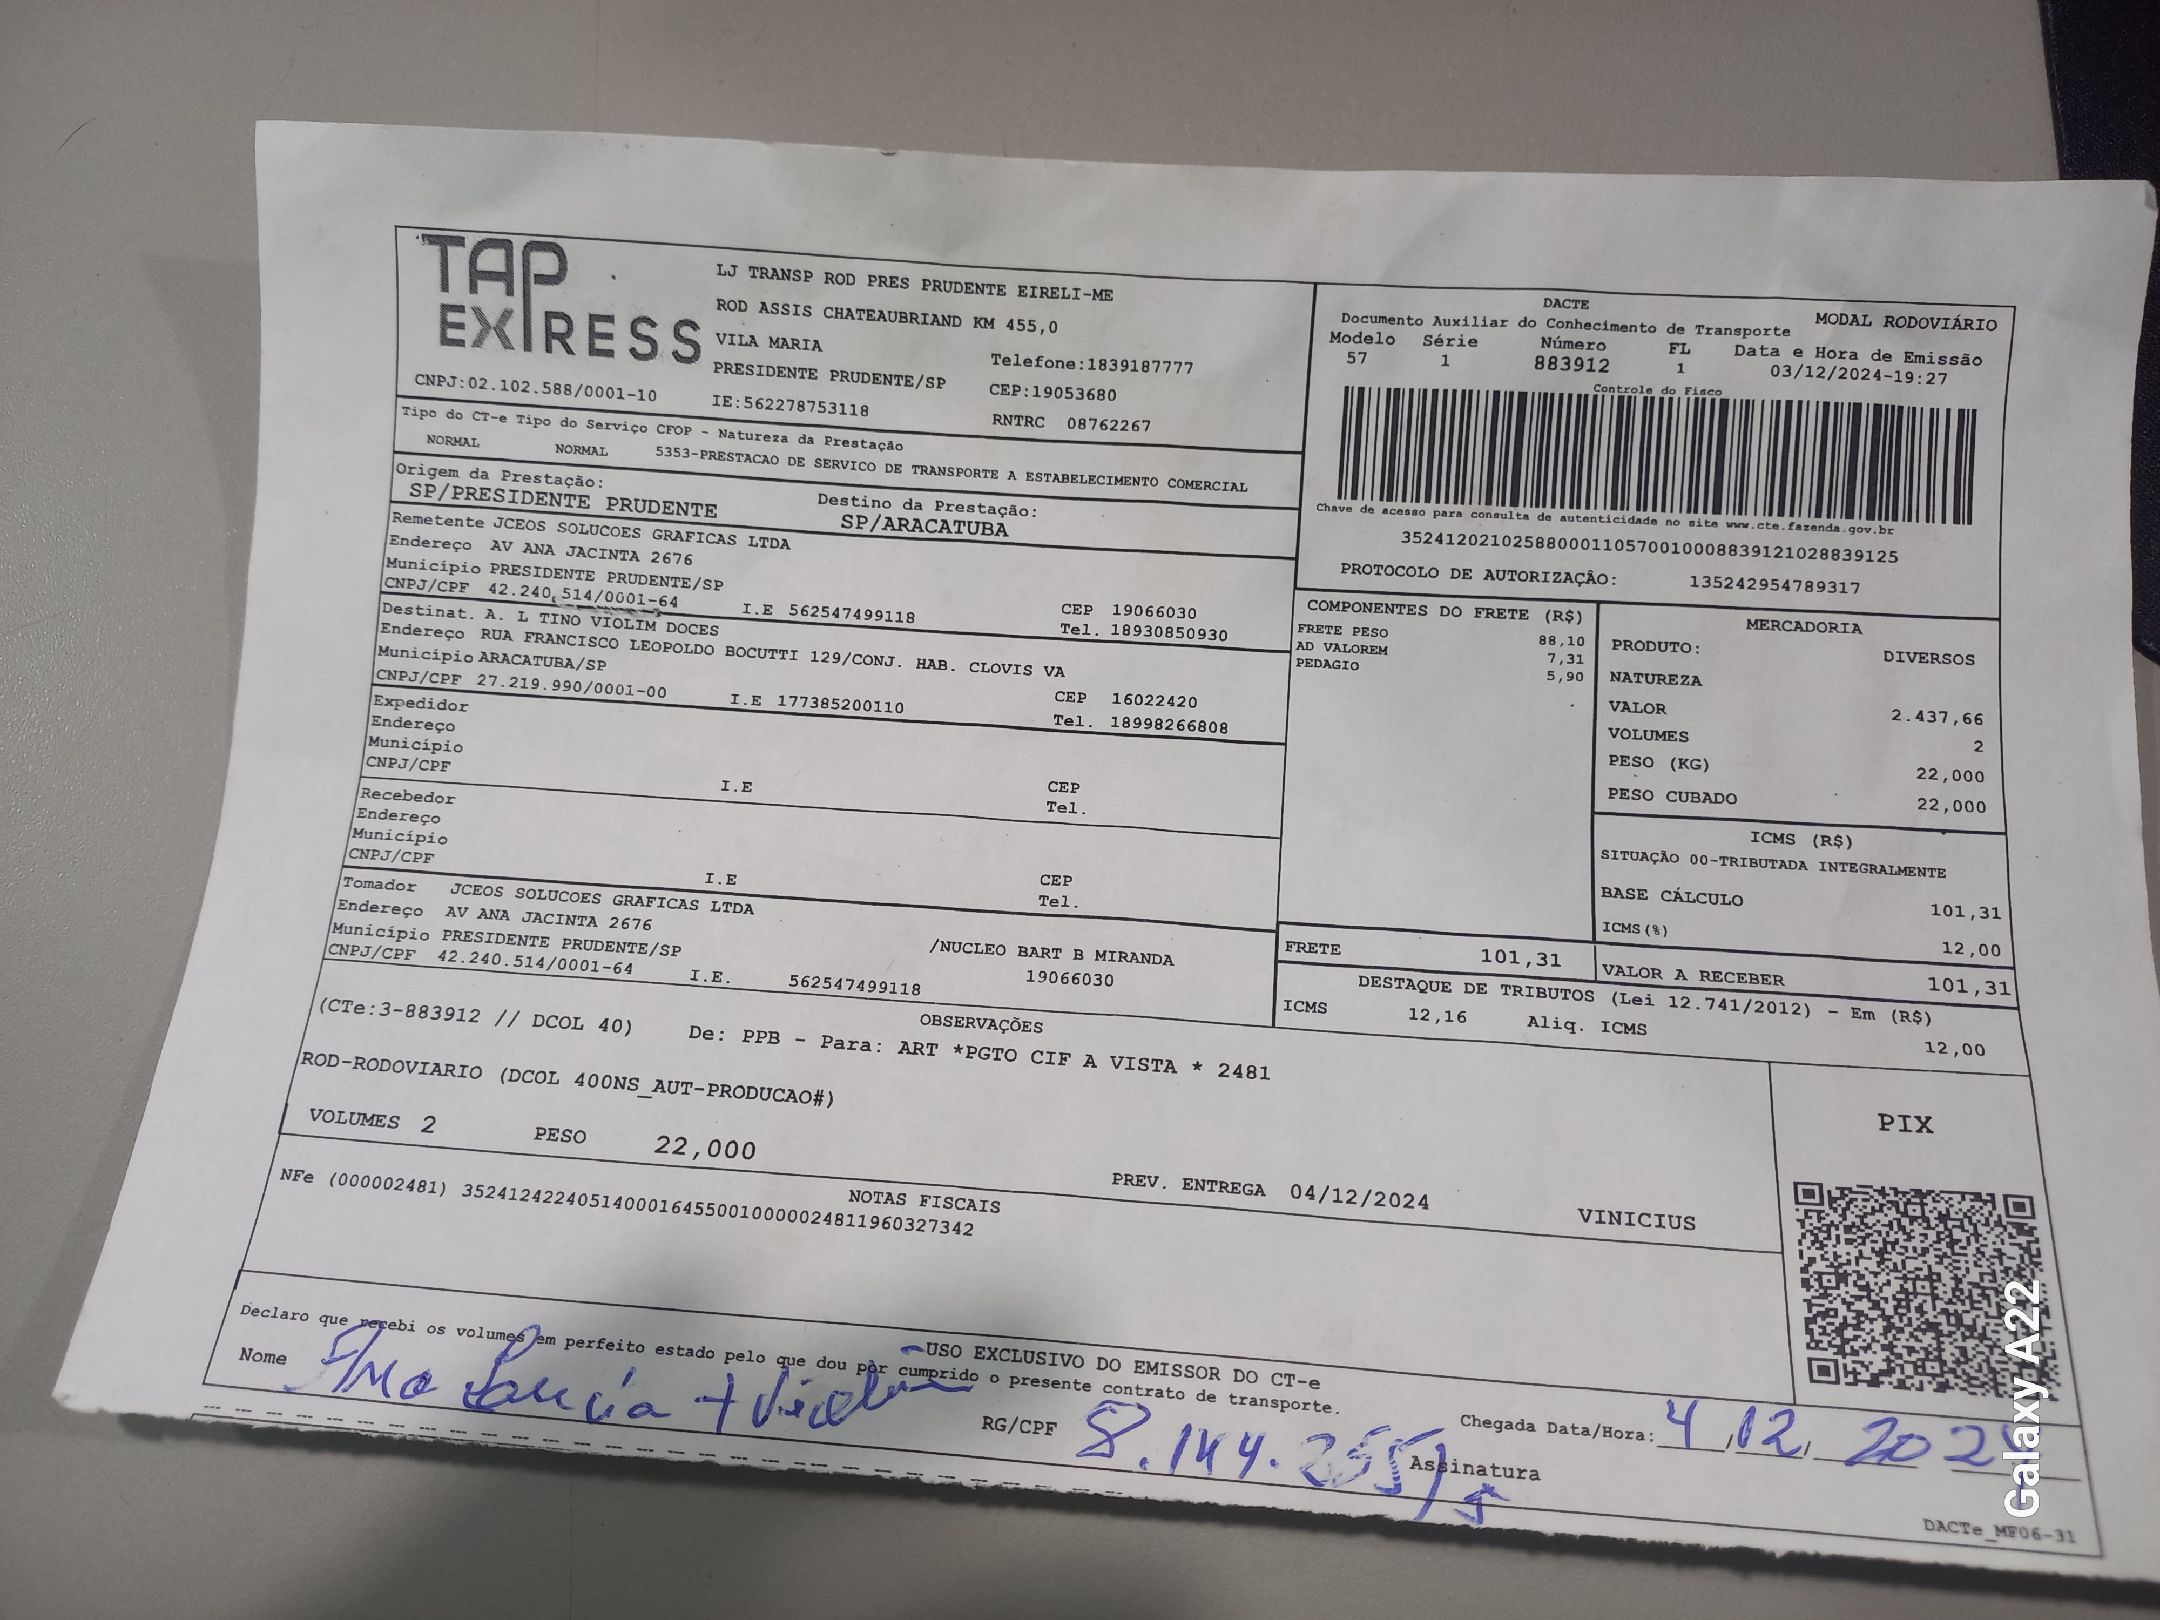 TAP EXPRESS
LJ TRANSP ROD PRES PRUDENTE EIRELI-ME
ROD ASSIS CHATEAUBRIAND KM 455,0
VILA MARIA
Telefone:1839187777
PRESIDENTE PRUDENTE/SP
CEP:19053680
CNPJ:02.102.588/0001-10
IE:562278753118
RNTRC 08762267
DACTE
MODAL RODOVIÁRIO
Documento Auxiliar do Conhecimento de Transporte
Modelo Série Número FL Data e Hora de Emissão
57 1 883912 1 03/12/2024-19:27
Controle do Fisco
Chave de acesso para consulta de autenticidade no site www.cte.fazenda.gov.br
35241202102588000110570010008839121028839125
PROTOCOLO DE AUTORIZAÇÃO: 135242954789317
Tipo do CT-e Tipo do Serviço CFOP - Natureza da Prestação
NORMAL NORMAL 5353-PRESTACAO DE SERVICO DE TRANSPORTE A ESTABELECIMENTO COMERCIAL
Origem da Prestação:
SP/PRESIDENTE PRUDENTE
Destino da Prestação:
SP/ARACATUBA
Remetente JCEOS SOLUCOES GRAFICAS LTDA
Endereço AV ANA JACINTA 2676
Município PRESIDENTE PRUDENTE/SP
CEP 19066030
CNPJ/CPF 42.240.514/0001-64 I.E 562547499118 Tel. 18930850930
Destinat. A. L TINO VIOLIM DOCES
Endereço RUA FRANCISCO LEOPOLDO BOCUTTI 129/CONJ. HAB. CLOVIS VA
Município ARACATUBA/SP CEP 16022420
CNPJ/CPF 27.219.990/0001-00 I.E 177385200110 Tel. 18998266808
Expedidor
Endereço
Município CEP
CNPJ/CPF I.E Tel.
Recebedor
Endereço
Município CEP
CNPJ/CPF I.E Tel.
Tomador JCEOS SOLUCOES GRAFICAS LTDA
Endereço AV ANA JACINTA 2676 /NUCLEO BART B MIRANDA
Município PRESIDENTE PRUDENTE/SP 19066030
CNPJ/CPF 42.240.514/0001-64 I.E. 562547499118
COMPONENTES DO FRETE (R$)
FRETE PESO 88,10
AD VALOREM 7,31
PEDAGIO 5,90
MERCADORIA
PRODUTO: DIVERSOS
NATUREZA
VALOR 2.437,66
VOLUMES 2
PESO (KG) 22,000
PESO CUBADO 22,000
ICMS (R$)
SITUAÇÃO 00-TRIBUTADA INTEGRALMENTE
BASE CÁLCULO 101,31
ICMS(%) 12,00
FRETE 101,31
VALOR A RECEBER 101,31
DESTAQUE DE TRIBUTOS (Lei 12.741/2012) - Em (R$)
ICMS 12,16 Aliq. ICMS 12,00
OBSERVAÇÕES
(CTe:3-883912 // DCOL 40) De: PPB - Para: ART *PGTO CIF A VISTA * 2481
ROD-RODOVIARIO (DCOL 400NS_AUT-PRODUCAO#)
VOLUMES 2 PESO 22,000
PREV. ENTREGA 04/12/2024 VINICIUS
PIX
NOTAS FISCAIS
NFe (000002481) 35241242240514000164550010000024811960327342
USO EXCLUSIVO DO EMISSOR DO CT-e
Declaro que recebi os volumes em perfeito estado pelo que dou por cumprido o presente contrato de transporte.
Nome Ana Lucia
RG/CPF 8.144.255
Assinatura
Chegada Data/Hora: 4/12/202
DACTe_MF06-31
Galaxy A22